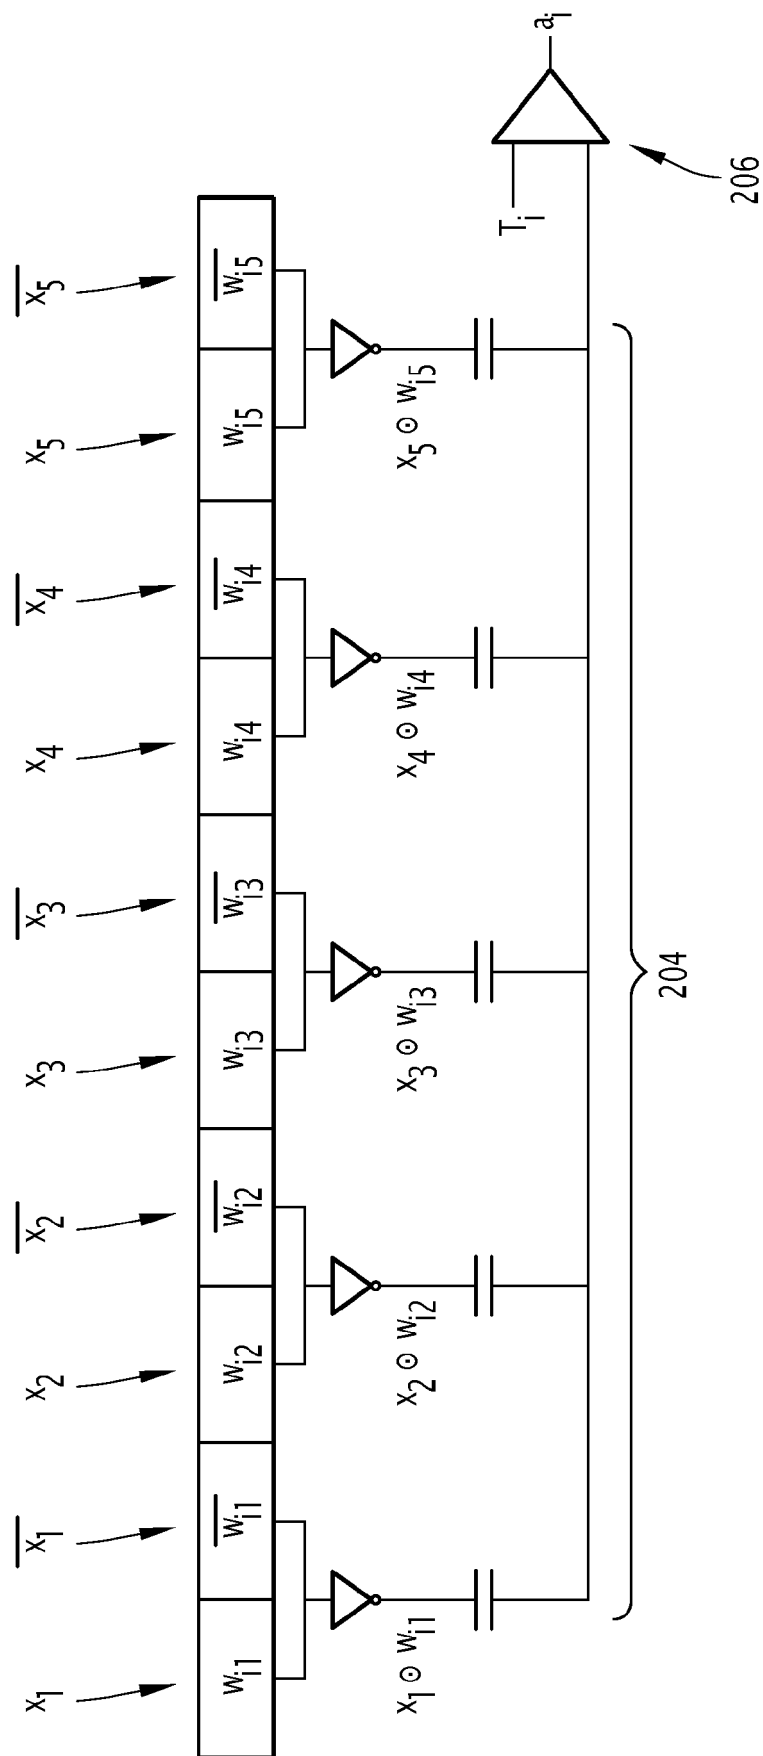 x₁ x̅₁ x₂ x̅₂ x₃ x̅₃ x₄ x̅₄ x₅ x̅₅
wᵢ₁ w̅ᵢ₁ wᵢ₂ w̅ᵢ₂ wᵢ₃ w̅ᵢ₃ wᵢ₄ w̅ᵢ₄ wᵢ₅ w̅ᵢ₅
x₁ ⊙ wᵢ₁ x₂ ⊙ wᵢ₂ x₃ ⊙ wᵢ₃ x₄ ⊙ wᵢ₄ x₅ ⊙ wᵢ₅
Tᵢ aᵢ
204
206